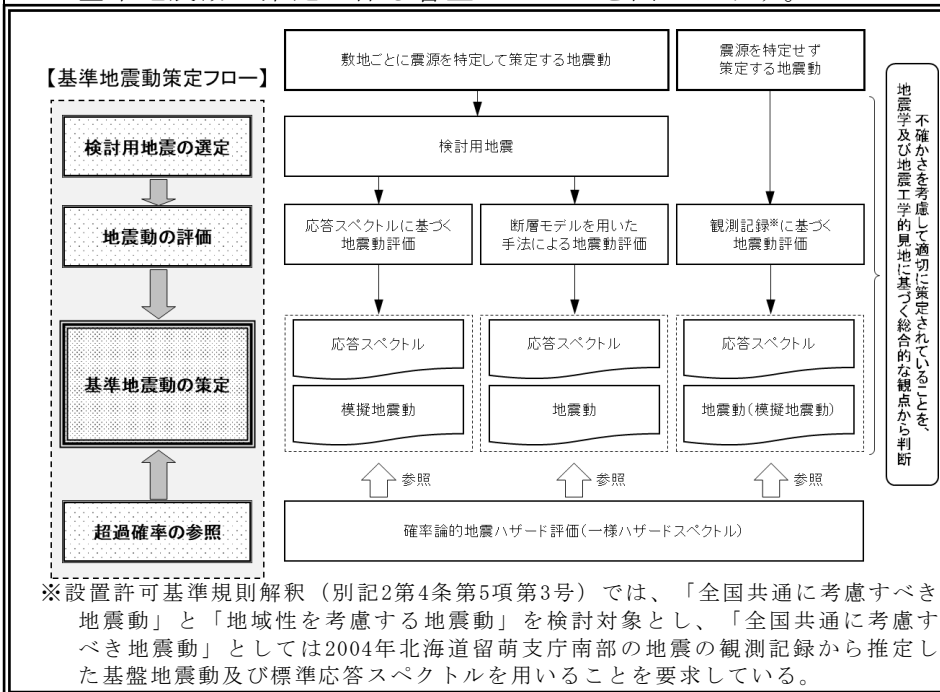 【基準地震動策定フロー】
検討用地震の選定
地震動の評価
基準地震動の策定
超過確率の参照
敷地ごとに震源を特定して策定する地震動
震源を特定せず
策定する地震動
検討用地震
応答スペクトルに基づく
地震動評価
断層モデルを用いた
手法による地震動評価
観測記録※に基づく
地震動評価
応答スペクトル
模擬地震動
応答スペクトル
地震動
応答スペクトル
地震動(模擬地震動)
参照
参照
参照
確率論的地震ハザード評価(一様ハザードスペクトル)
不確かさを考慮して適切に策定されていることを、
地震学及び地震工学的見地に基づく総合的な観点から判断
※設置許可基準規則解釈（別記2第4条第5項第3号）では、「全国共通に考慮すべき
地震動」と「地域性を考慮する地震動」を検討対象とし、「全国共通に考慮す
べき地震動」としては2004年北海道留萌支庁南部の地震の観測記録から推定し
た基盤地震動及び標準応答スペクトルを用いることを要求している。